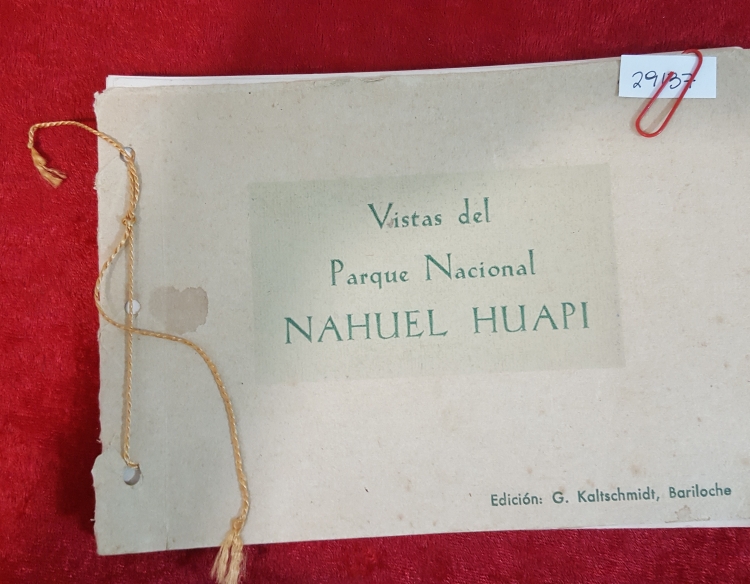 29137
Vistas del
Parque Nacional
NAHUEL HUAPI
Edición: G. Kaltschmidt, Bariloche